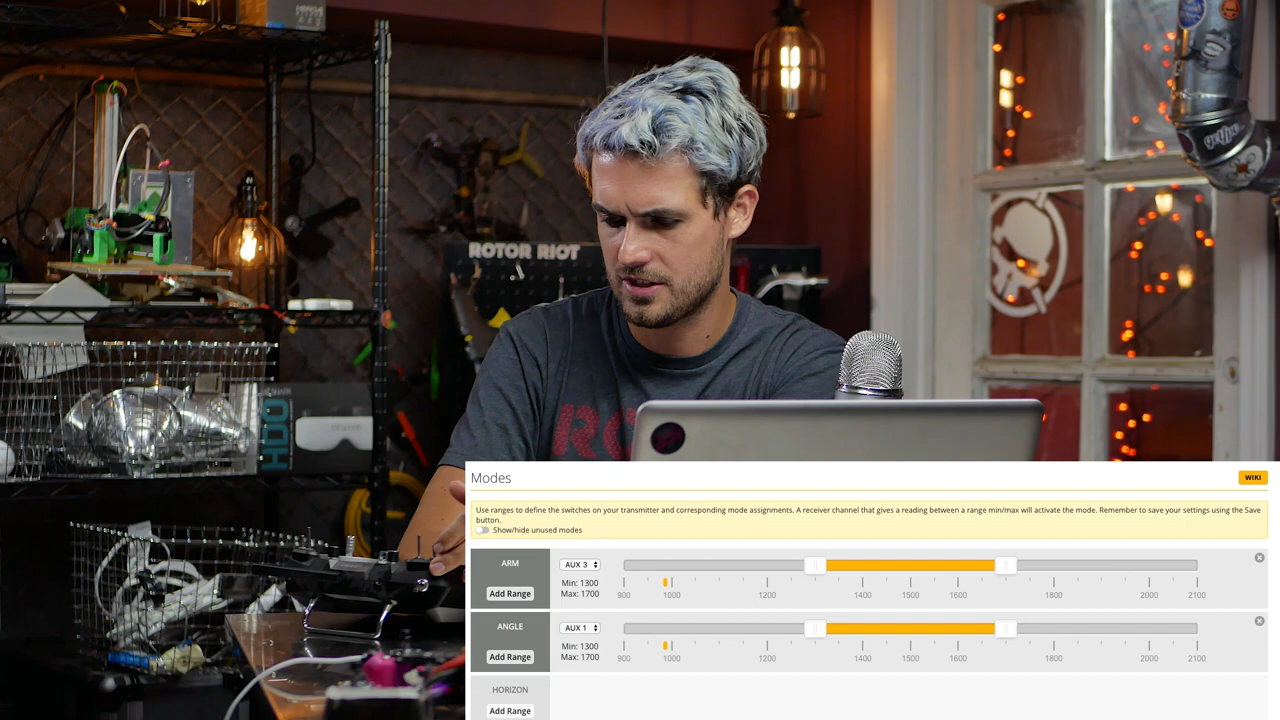 ROTOR RIOT
HDO
RO
Modes
WIKI
Use ranges to define the switches on your transmitter and corresponding mode assignments. A receiver channel that gives a reading between a range min/max will activate the mode. Remember to save your settings using the Save
button.
Show/hide unused modes
ARM
AUX 3
Min: 1300
Max: 1700
Add Range
900 1000 1200 1400 1500 1600 1800 2000 2100
ANGLE
AUX 1
Min: 1300
Max: 1700
Add Range
900 1000 1200 1400 1500 1600 1800 2000 2100
HORIZON
Add Range